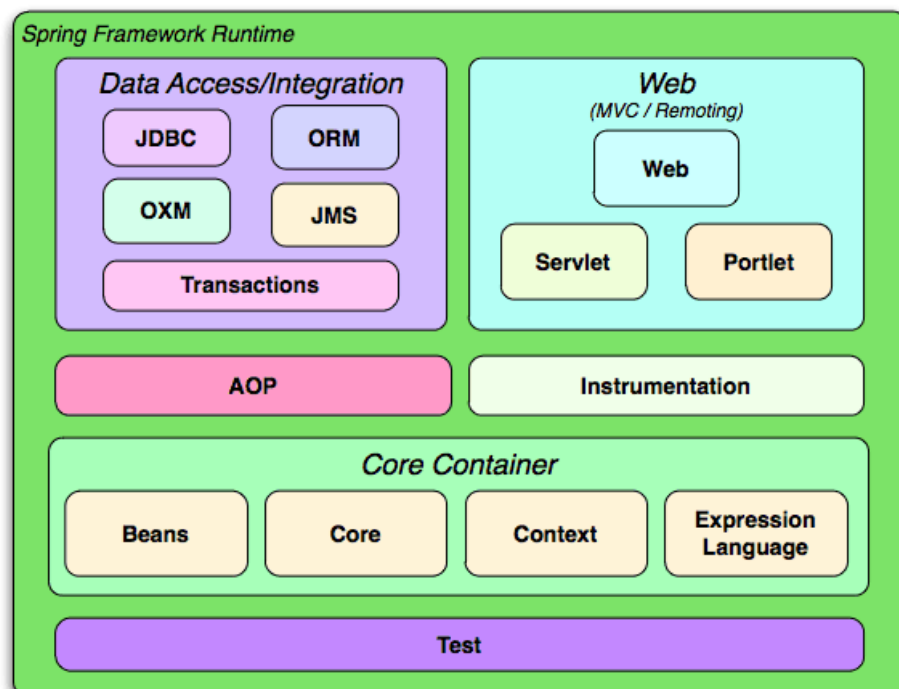 Spring Framework Runtime
Data Access/Integration
JDBC
ORM
OXM
JMS
Transactions
Web
(MVC / Remoting)
Web
Servlet
Portlet
AOP
Instrumentation
Core Container
Beans
Core
Context
Expression
Language
Test